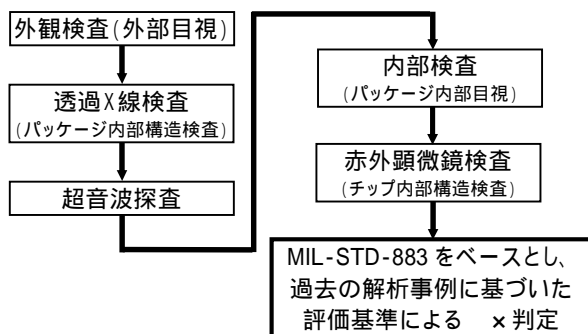 外観検査(外部目視)
透過X線検査
(パッケージ内部構造検査)
超音波探査
内部検査
(パッケージ内部目視)
赤外顕微鏡検査
(チップ内部構造検査)
MIL-STD-883 をベースとし、
過去の解析事例に基づいた
評価基準による ×判定